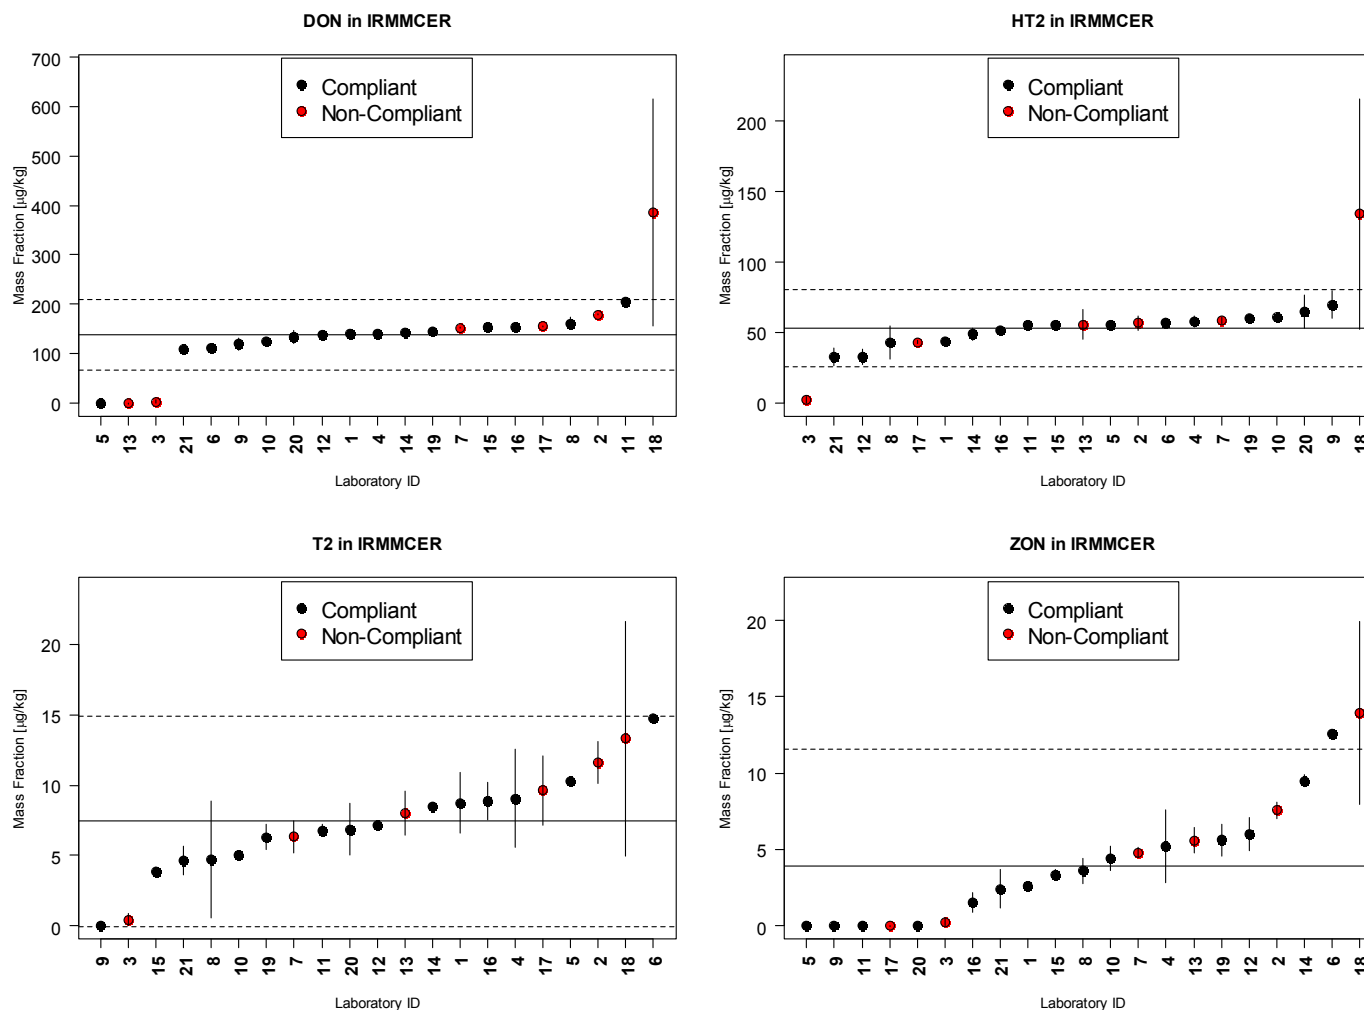 DON in IRMMCER
Mass Fraction [µg/kg]
700
600
500
400
300
200
100
0
Compliant
Non-Compliant
5 13 3 21 6 9 10 20 12 1 4 14 19 7 15 16 17 8 2 11 18
Laboratory ID
HT2 in IRMMCER
Mass Fraction [µg/kg]
200
150
100
50
0
Compliant
Non-Compliant
3 21 12 8 17 1 14 16 11 15 13 5 2 6 4 7 19 10 20 9 18
Laboratory ID
T2 in IRMMCER
Mass Fraction [µg/kg]
20
15
10
5
0
Compliant
Non-Compliant
9 3 15 21 8 10 19 7 11 20 12 13 14 1 16 4 17 5 2 18 6
Laboratory ID
ZON in IRMMCER
Mass Fraction [µg/kg]
20
15
10
5
0
Compliant
Non-Compliant
5 9 11 17 20 3 16 21 1 15 8 10 7 4 13 19 12 2 14 6 18
Laboratory ID